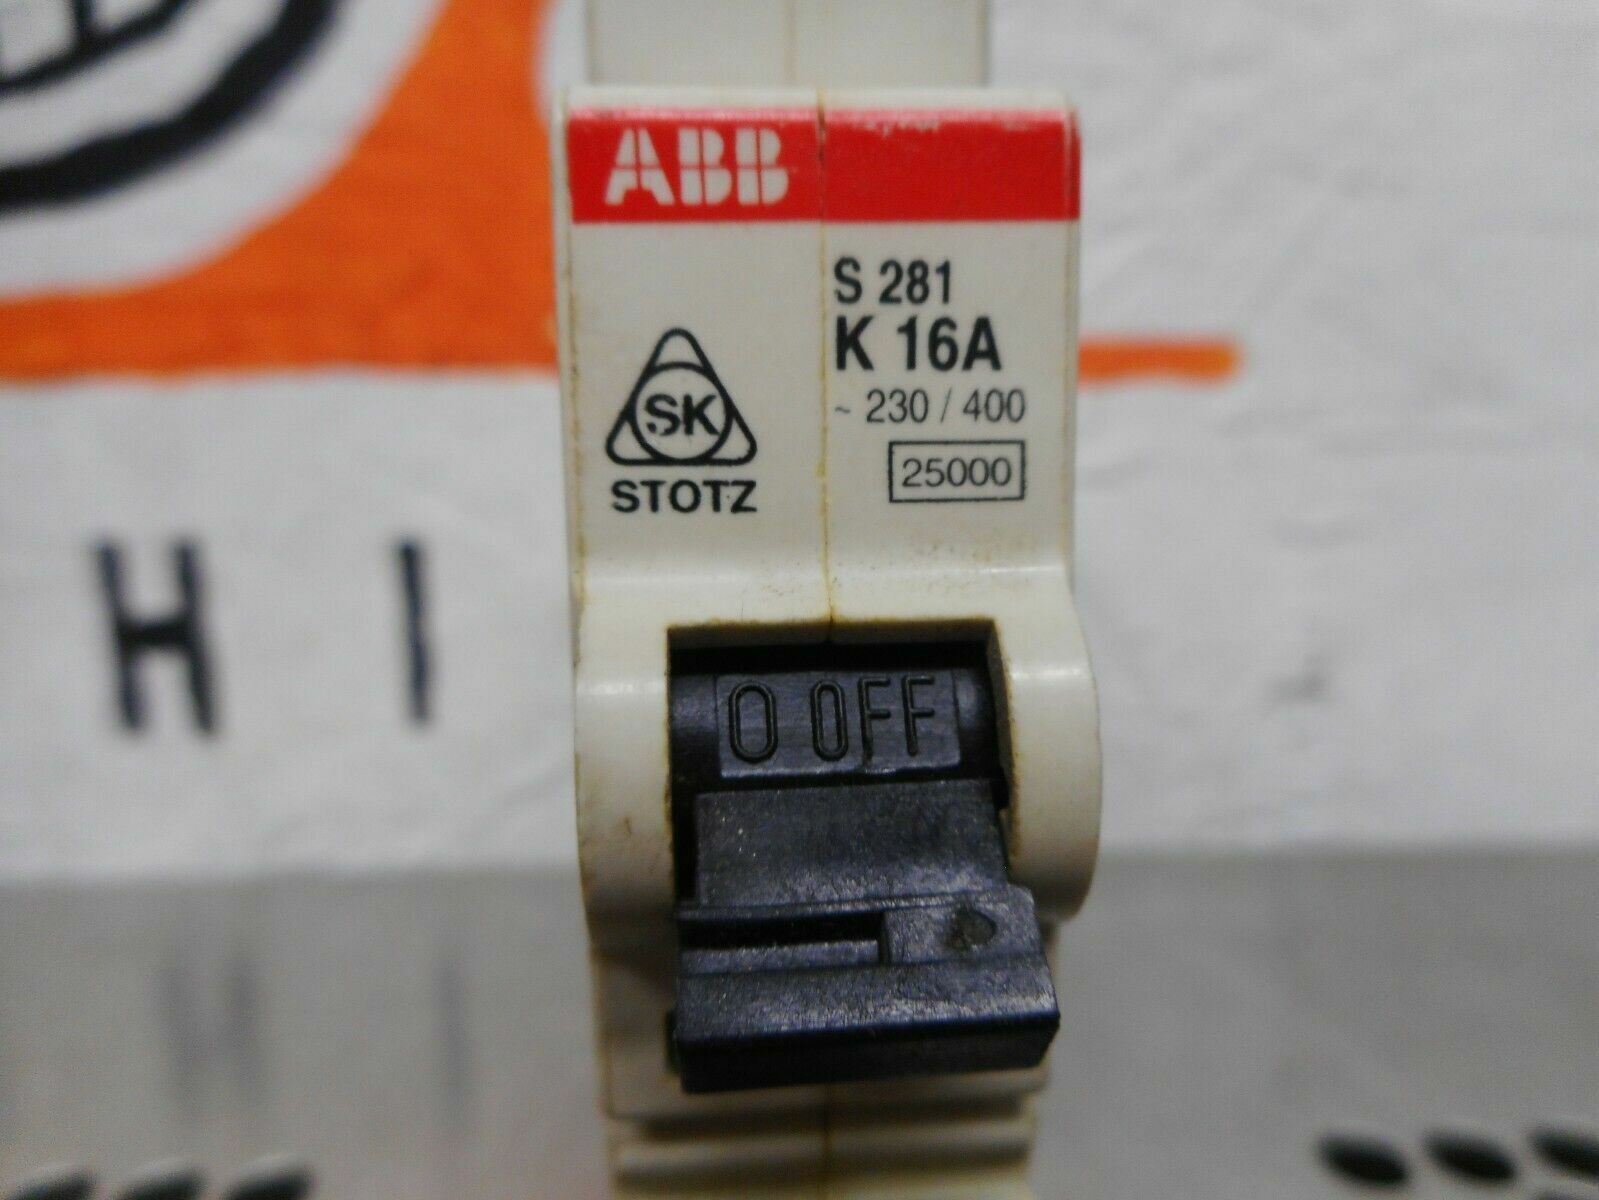 ABB
S 281
K 16A
~ 230 / 400
25000
SK
STOTZ
H I
O OFF